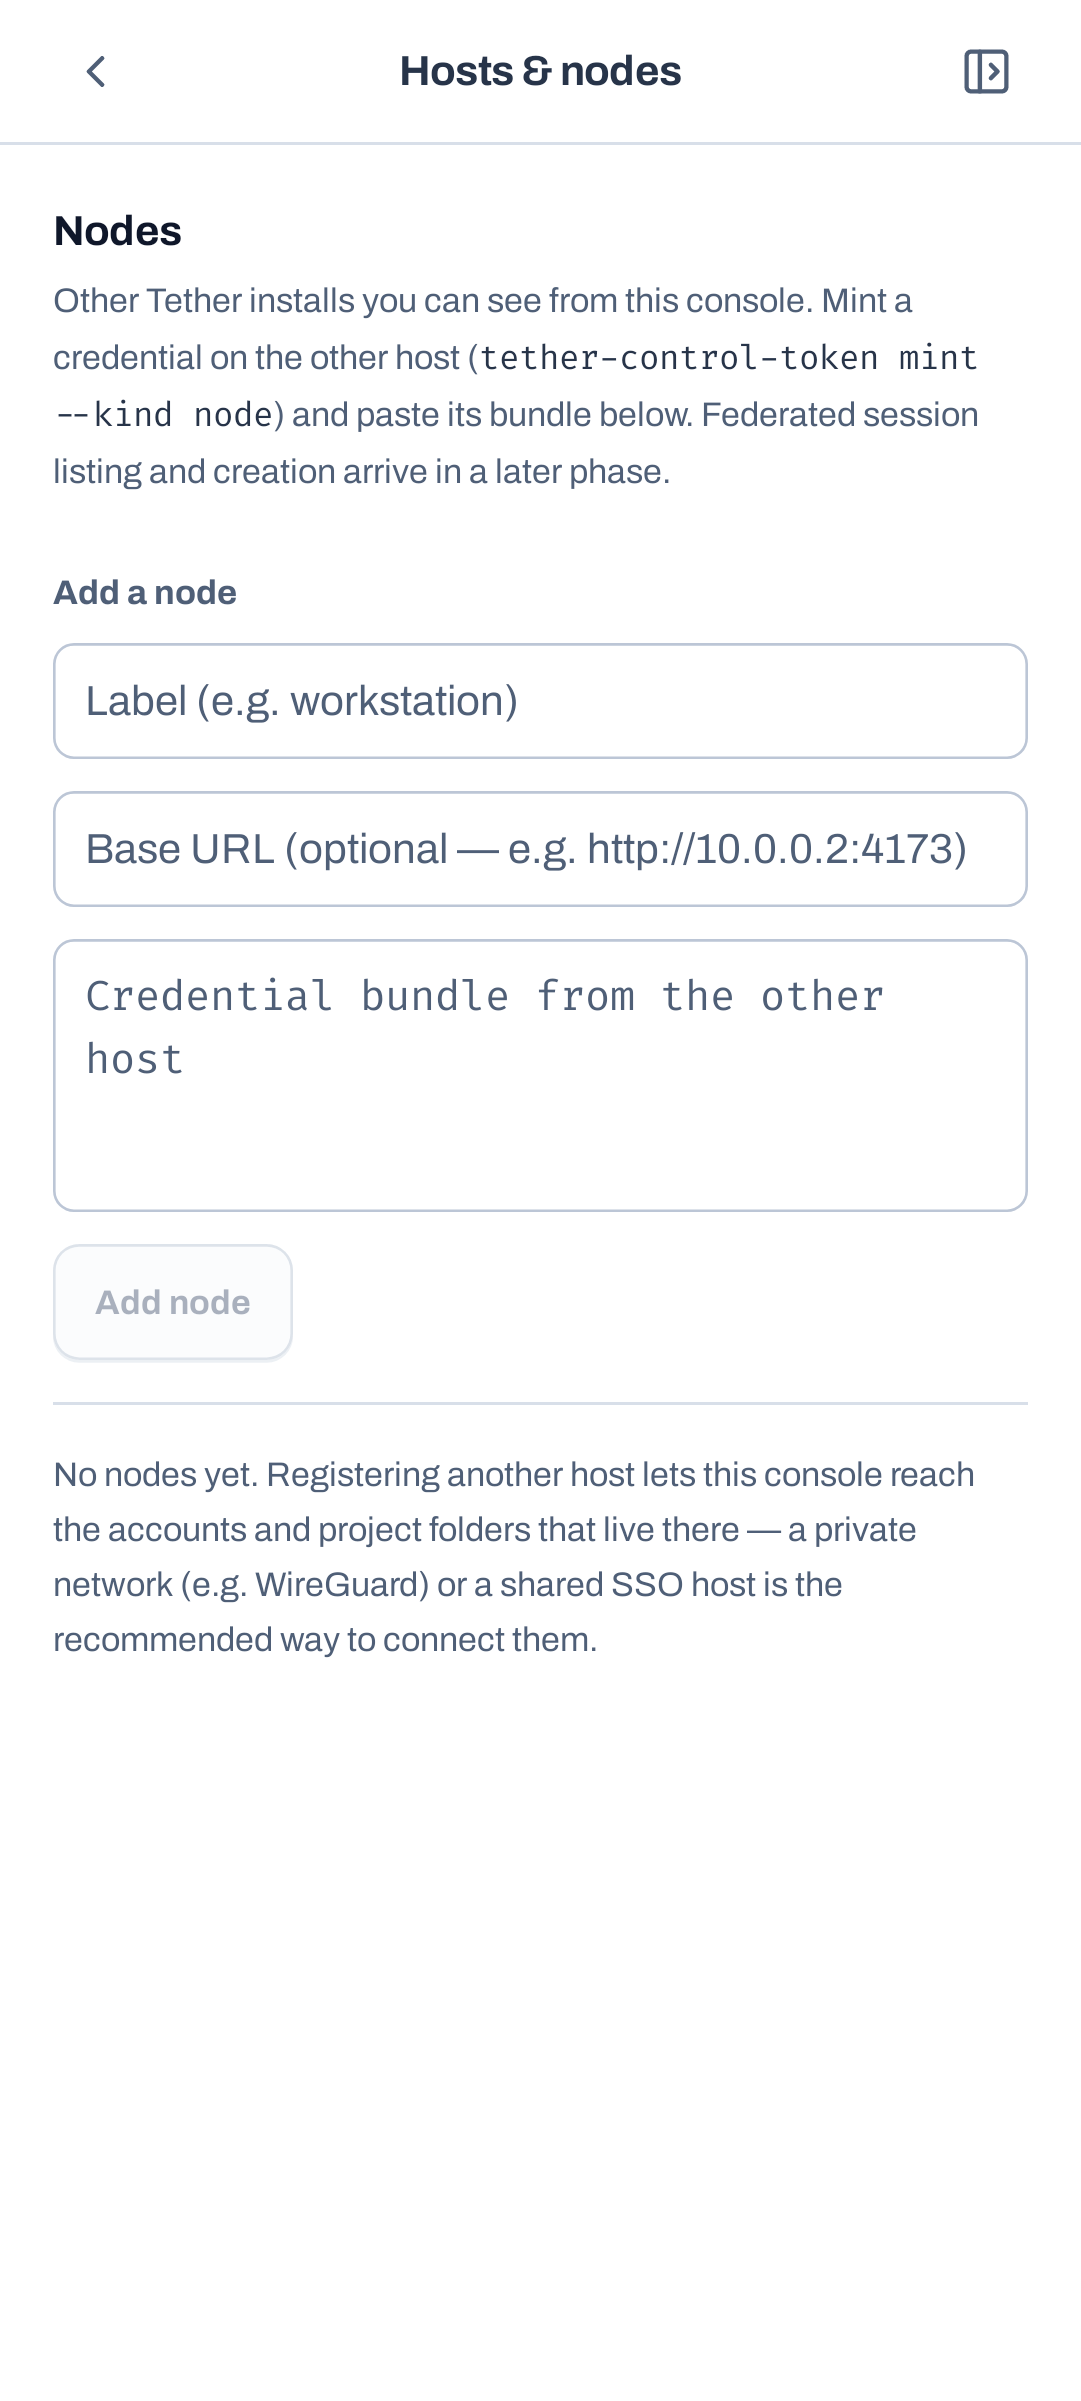 Hosts & nodes
Nodes
Other Tether installs you can see from this console. Mint a
credential on the other host (tether-control-token mint
--kind node) and paste its bundle below. Federated session
listing and creation arrive in a later phase.
Add a node
Label (e.g. workstation)
Base URL (optional — e.g. http://10.0.0.2:4173)
Credential bundle from the other
host
Add node
No nodes yet. Registering another host lets this console reach
the accounts and project folders that live there — a private
network (e.g. WireGuard) or a shared SSO host is the
recommended way to connect them.